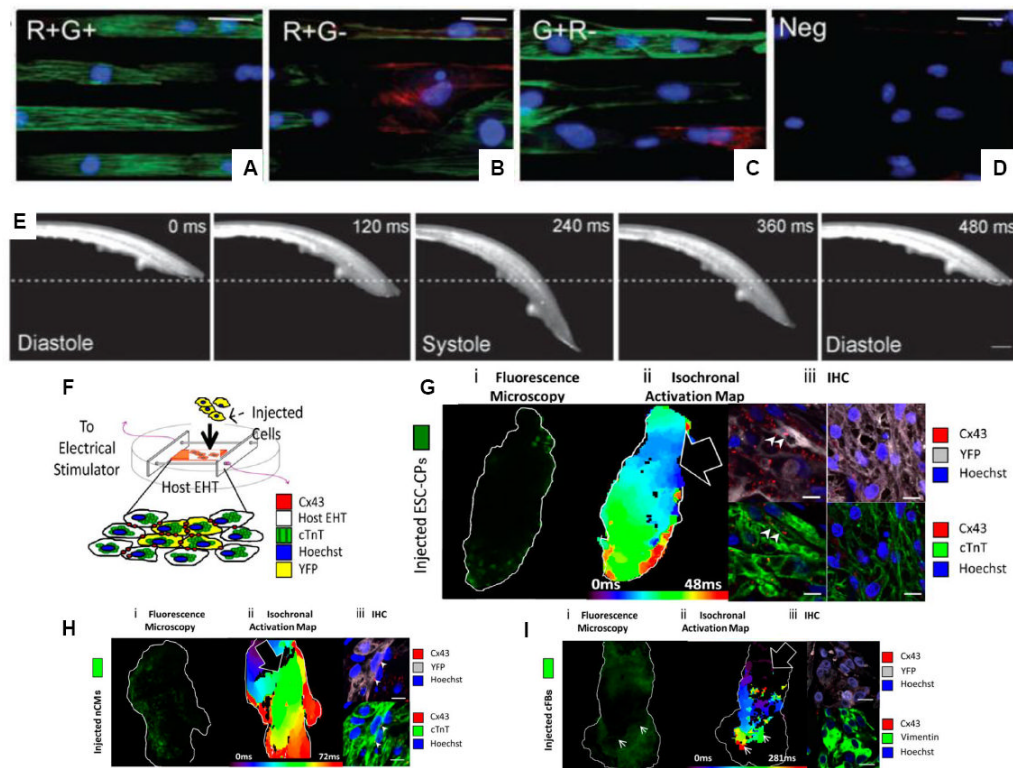 R+G+
R+G-
G+R-
Neg
A
B
C
D
E
0 ms
120 ms
240 ms
360 ms
480 ms
Diastole
Systole
Diastole
F
To
Electrical
Stimulator
Injected
Cells
Host EHT
Cx43
Host EHT
cTnT
Hoechst
YFP
G
i Fluorescence
Microscopy
ii Isochronal
Activation Map
iii IHC
Injected ESC-CPs
0ms 48ms
Cx43
YFP
Hoechst
Cx43
cTnT
Hoechst
H
i Fluorescence
Microscopy
ii Isochronal
Activation Map
iii IHC
Injected nCMs
0ms 72ms
Cx43
YFP
Hoechst
Cx43
cTnT
Hoechst
I
i Fluorescence
Microscopy
ii Isochronal
Activation Map
iii IHC
Injected cFBs
0ms 281ms
Cx43
YFP
Hoechst
Cx43
Vimentin
Hoechst